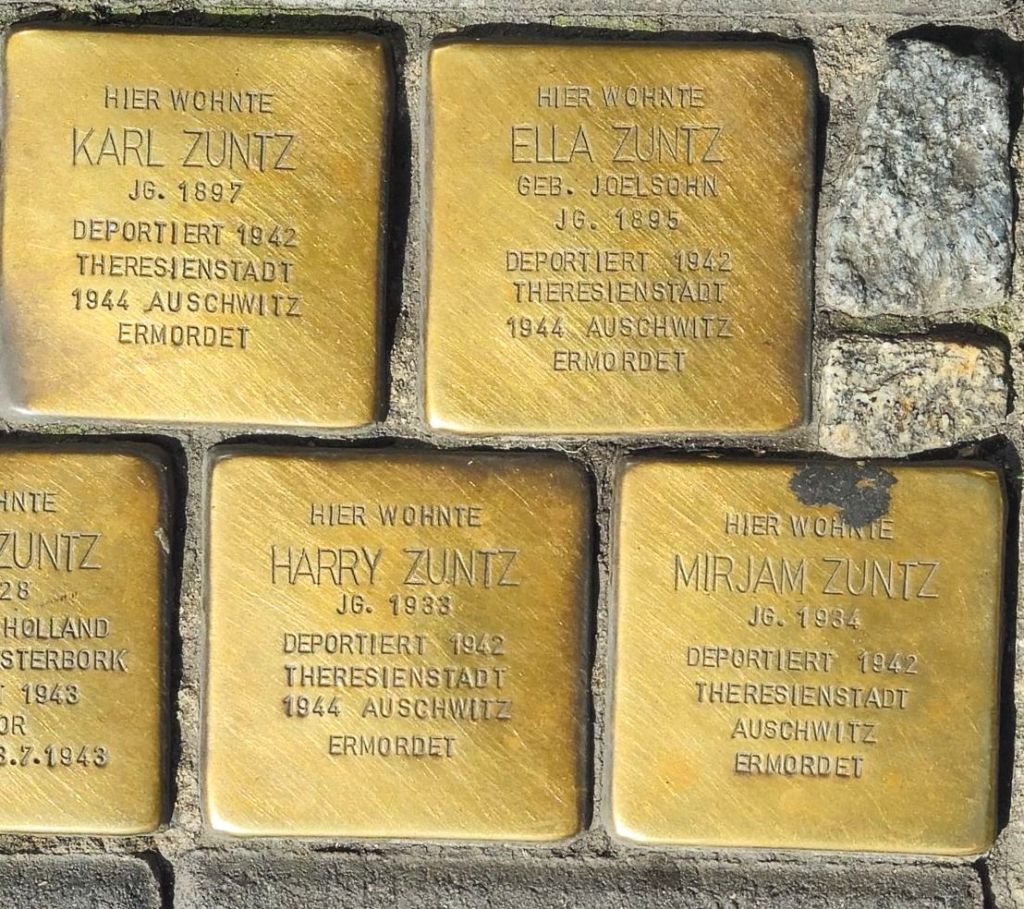 HIER WOHNTE
KARL ZUNTZ
JG. 1897
DEPORTIERT 1942
THERESIENSTADT
1944 AUSCHWITZ
ERMORDET
HIER WOHNTE
ELLA ZUNTZ
GEB. JOELSOHN
JG. 1895
DEPORTIERT 1942
THERESIENSTADT
1944 AUSCHWITZ
ERMORDET
HNTE
ZUNTZ
28
HOLLAND
STERBORK
T 1943
OR
3.7.1943
HIER WOHNTE
HARRY ZUNTZ
JG. 1933
DEPORTIERT 1942
THERESIENSTADT
1944 AUSCHWITZ
ERMORDET
HIER WOHNTE
MIRJAM ZUNTZ
JG. 1934
DEPORTIERT 1942
THERESIENSTADT
AUSCHWITZ
ERMORDET